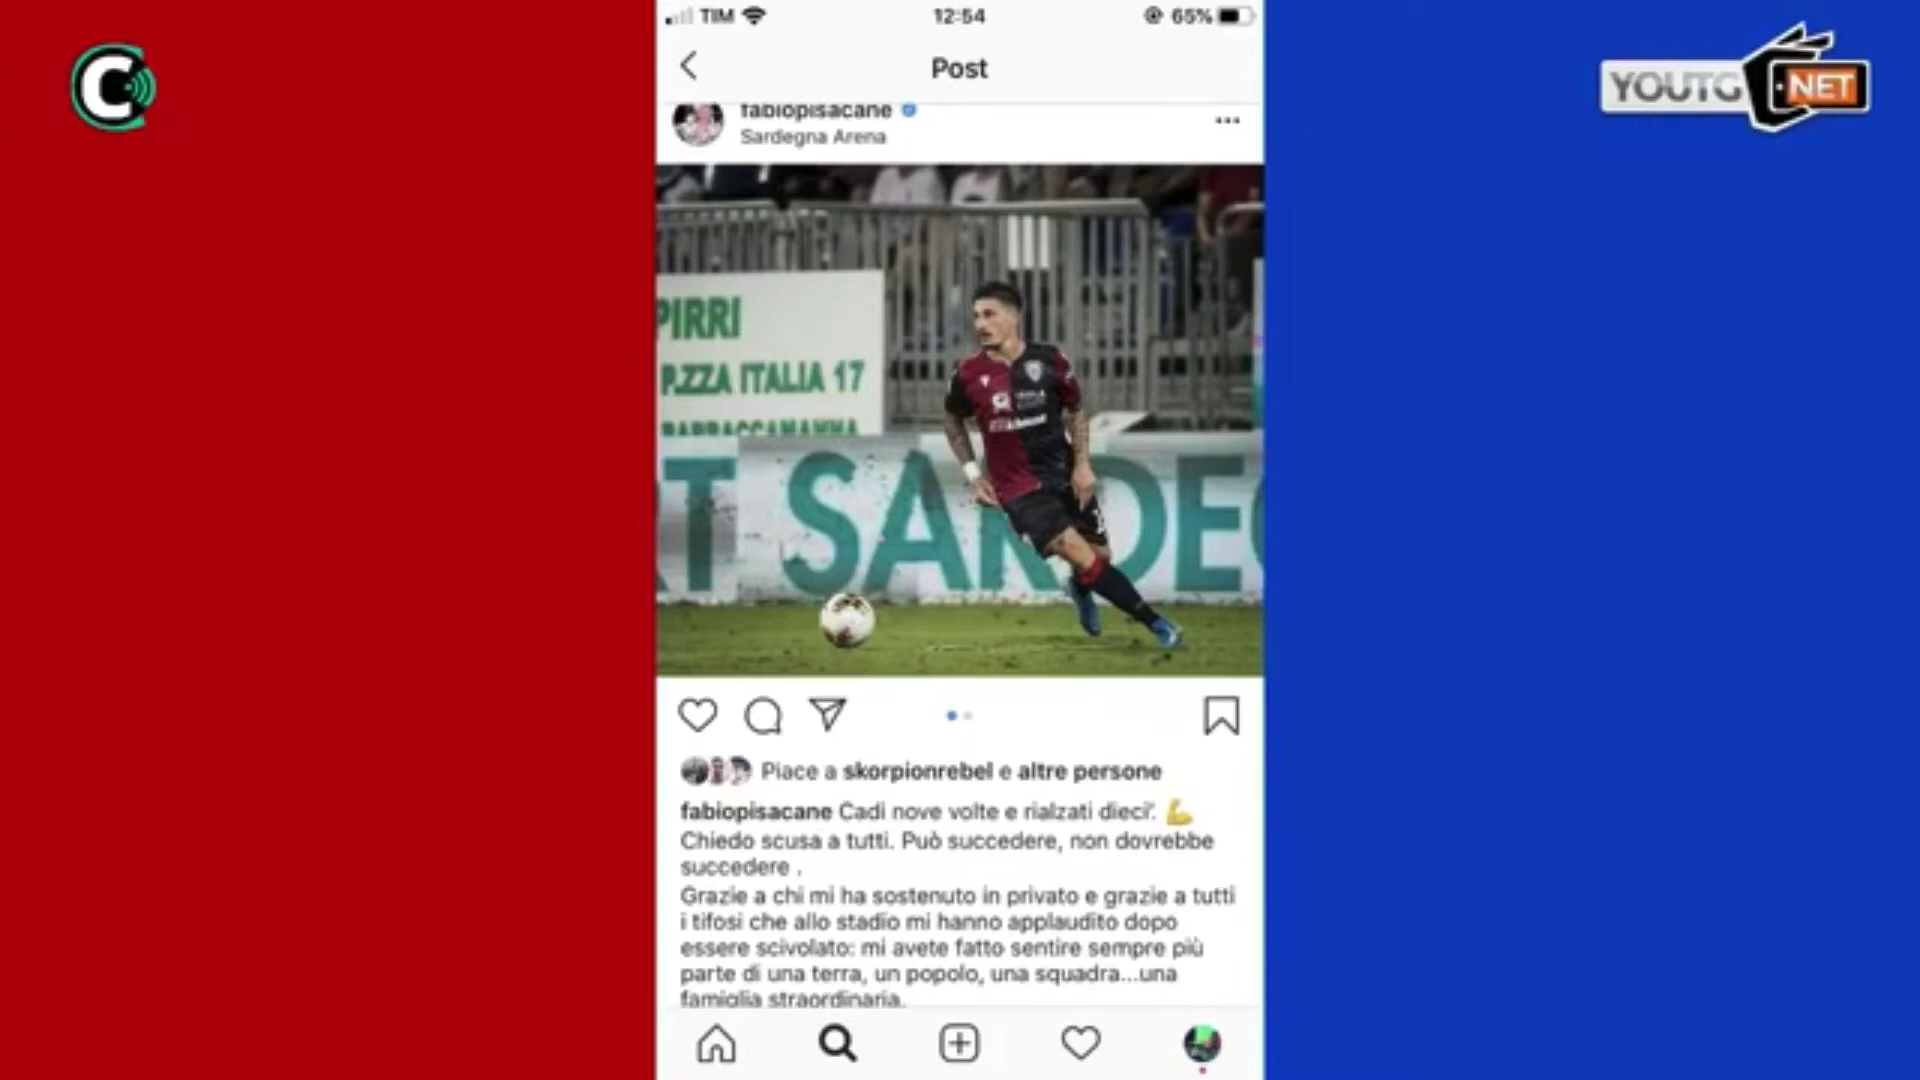 TIM 12:54 65%
Post
YOUTG .NET
fabiopisacane
Sardegna Arena
PIRRI
P.ZZA ITALIA 17
BARRACCAMANNA
RT SARDEG
Piace a skorpionrebel e altre persone
fabiopisacane Cadi nove volte e rialzati dieci'. 💪
Chiedo scusa a tutti. Può succedere, non dovrebbe
succedere .
Grazie a chi mi ha sostenuto in privato e grazie a tutti
i tifosi che allo stadio mi hanno applaudito dopo
essere scivolato: mi avete fatto sentire sempre più
parte di una terra, un popolo, una squadra...una
famiglia straordinaria.